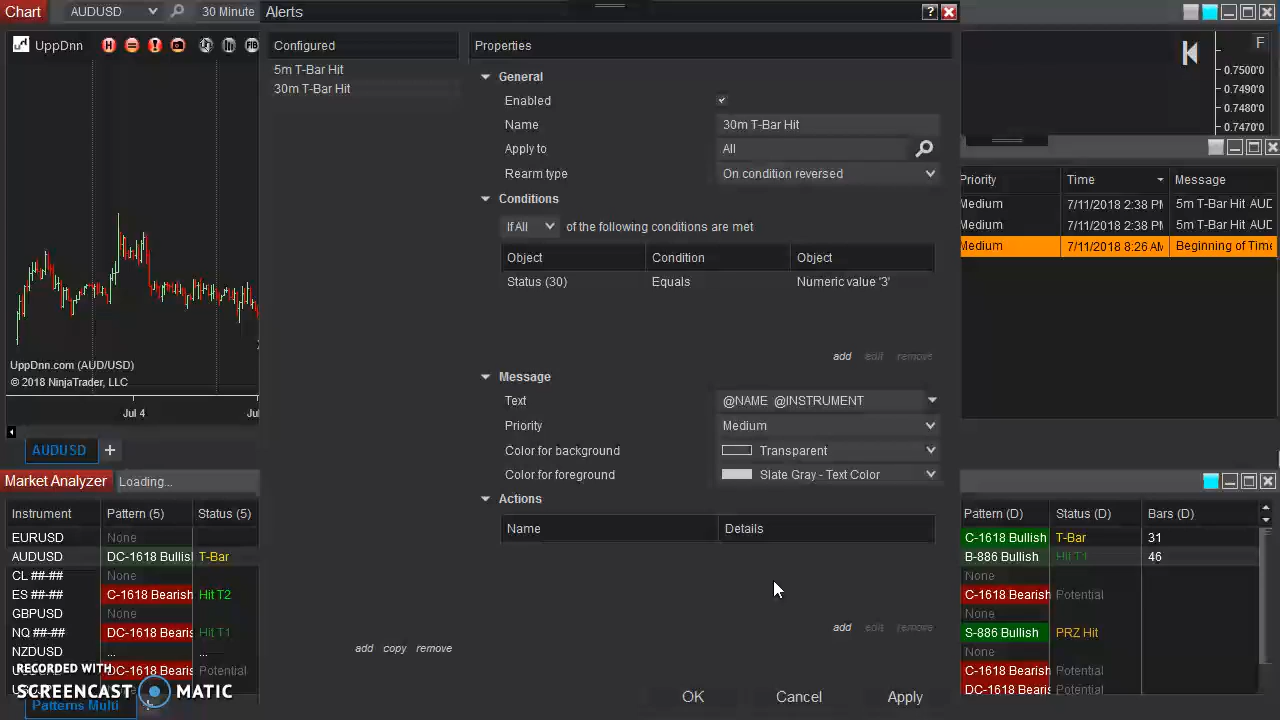 Chart AUDUSD 30 Minute
Alerts
?
UppDnn
Configured
5m T-Bar Hit
30m T-Bar Hit
Properties
General
Enabled
Name 30m T-Bar Hit
Apply to All
Rearm type On condition reversed
Conditions
If All of the following conditions are met
Object Condition Object
Status (30) Equals Numeric value '3'
add edit remove
Message
Text @NAME @INSTRUMENT
Priority Medium
Color for background Transparent
Color for foreground Slate Gray - Text Color
Actions
Name Details
add edit remove
add copy remove
OK Cancel Apply
F
0.7500'0
0.7490'0
0.7480'0
0.7470'0
Priority Time Message
Medium 7/11/2018 2:38 PM 5m T-Bar Hit AUD
Medium 7/11/2018 2:38 PM 5m T-Bar Hit AUD
Medium 7/11/2018 8:26 AM Beginning of Time
UppDnn.com (AUD/USD)
© 2018 NinjaTrader, LLC
Jul 4
AUDUSD +
Market Analyzer Loading...
Instrument Pattern (5) Status (5)
EURUSD None
AUDUSD DC-1618 Bullish T-Bar
CL ##-## None
ES ##-## C-1618 Bearish Hit T2
GBPUSD None
NQ ##-## DC-1618 Bearis Hit T1
NZDUSD ... ...
DC-1618 Bearis Potential
RECORDED WITH
SCREENCAST MATIC
Patterns Multi +
Pattern (D) Status (D) Bars (D)
C-1618 Bullish T-Bar 31
B-886 Bullish Hit T1 46
None
C-1618 Bearish Potential
None
S-886 Bullish PRZ Hit
None
C-1618 Bearish Potential
DC-1618 Bearis Potential